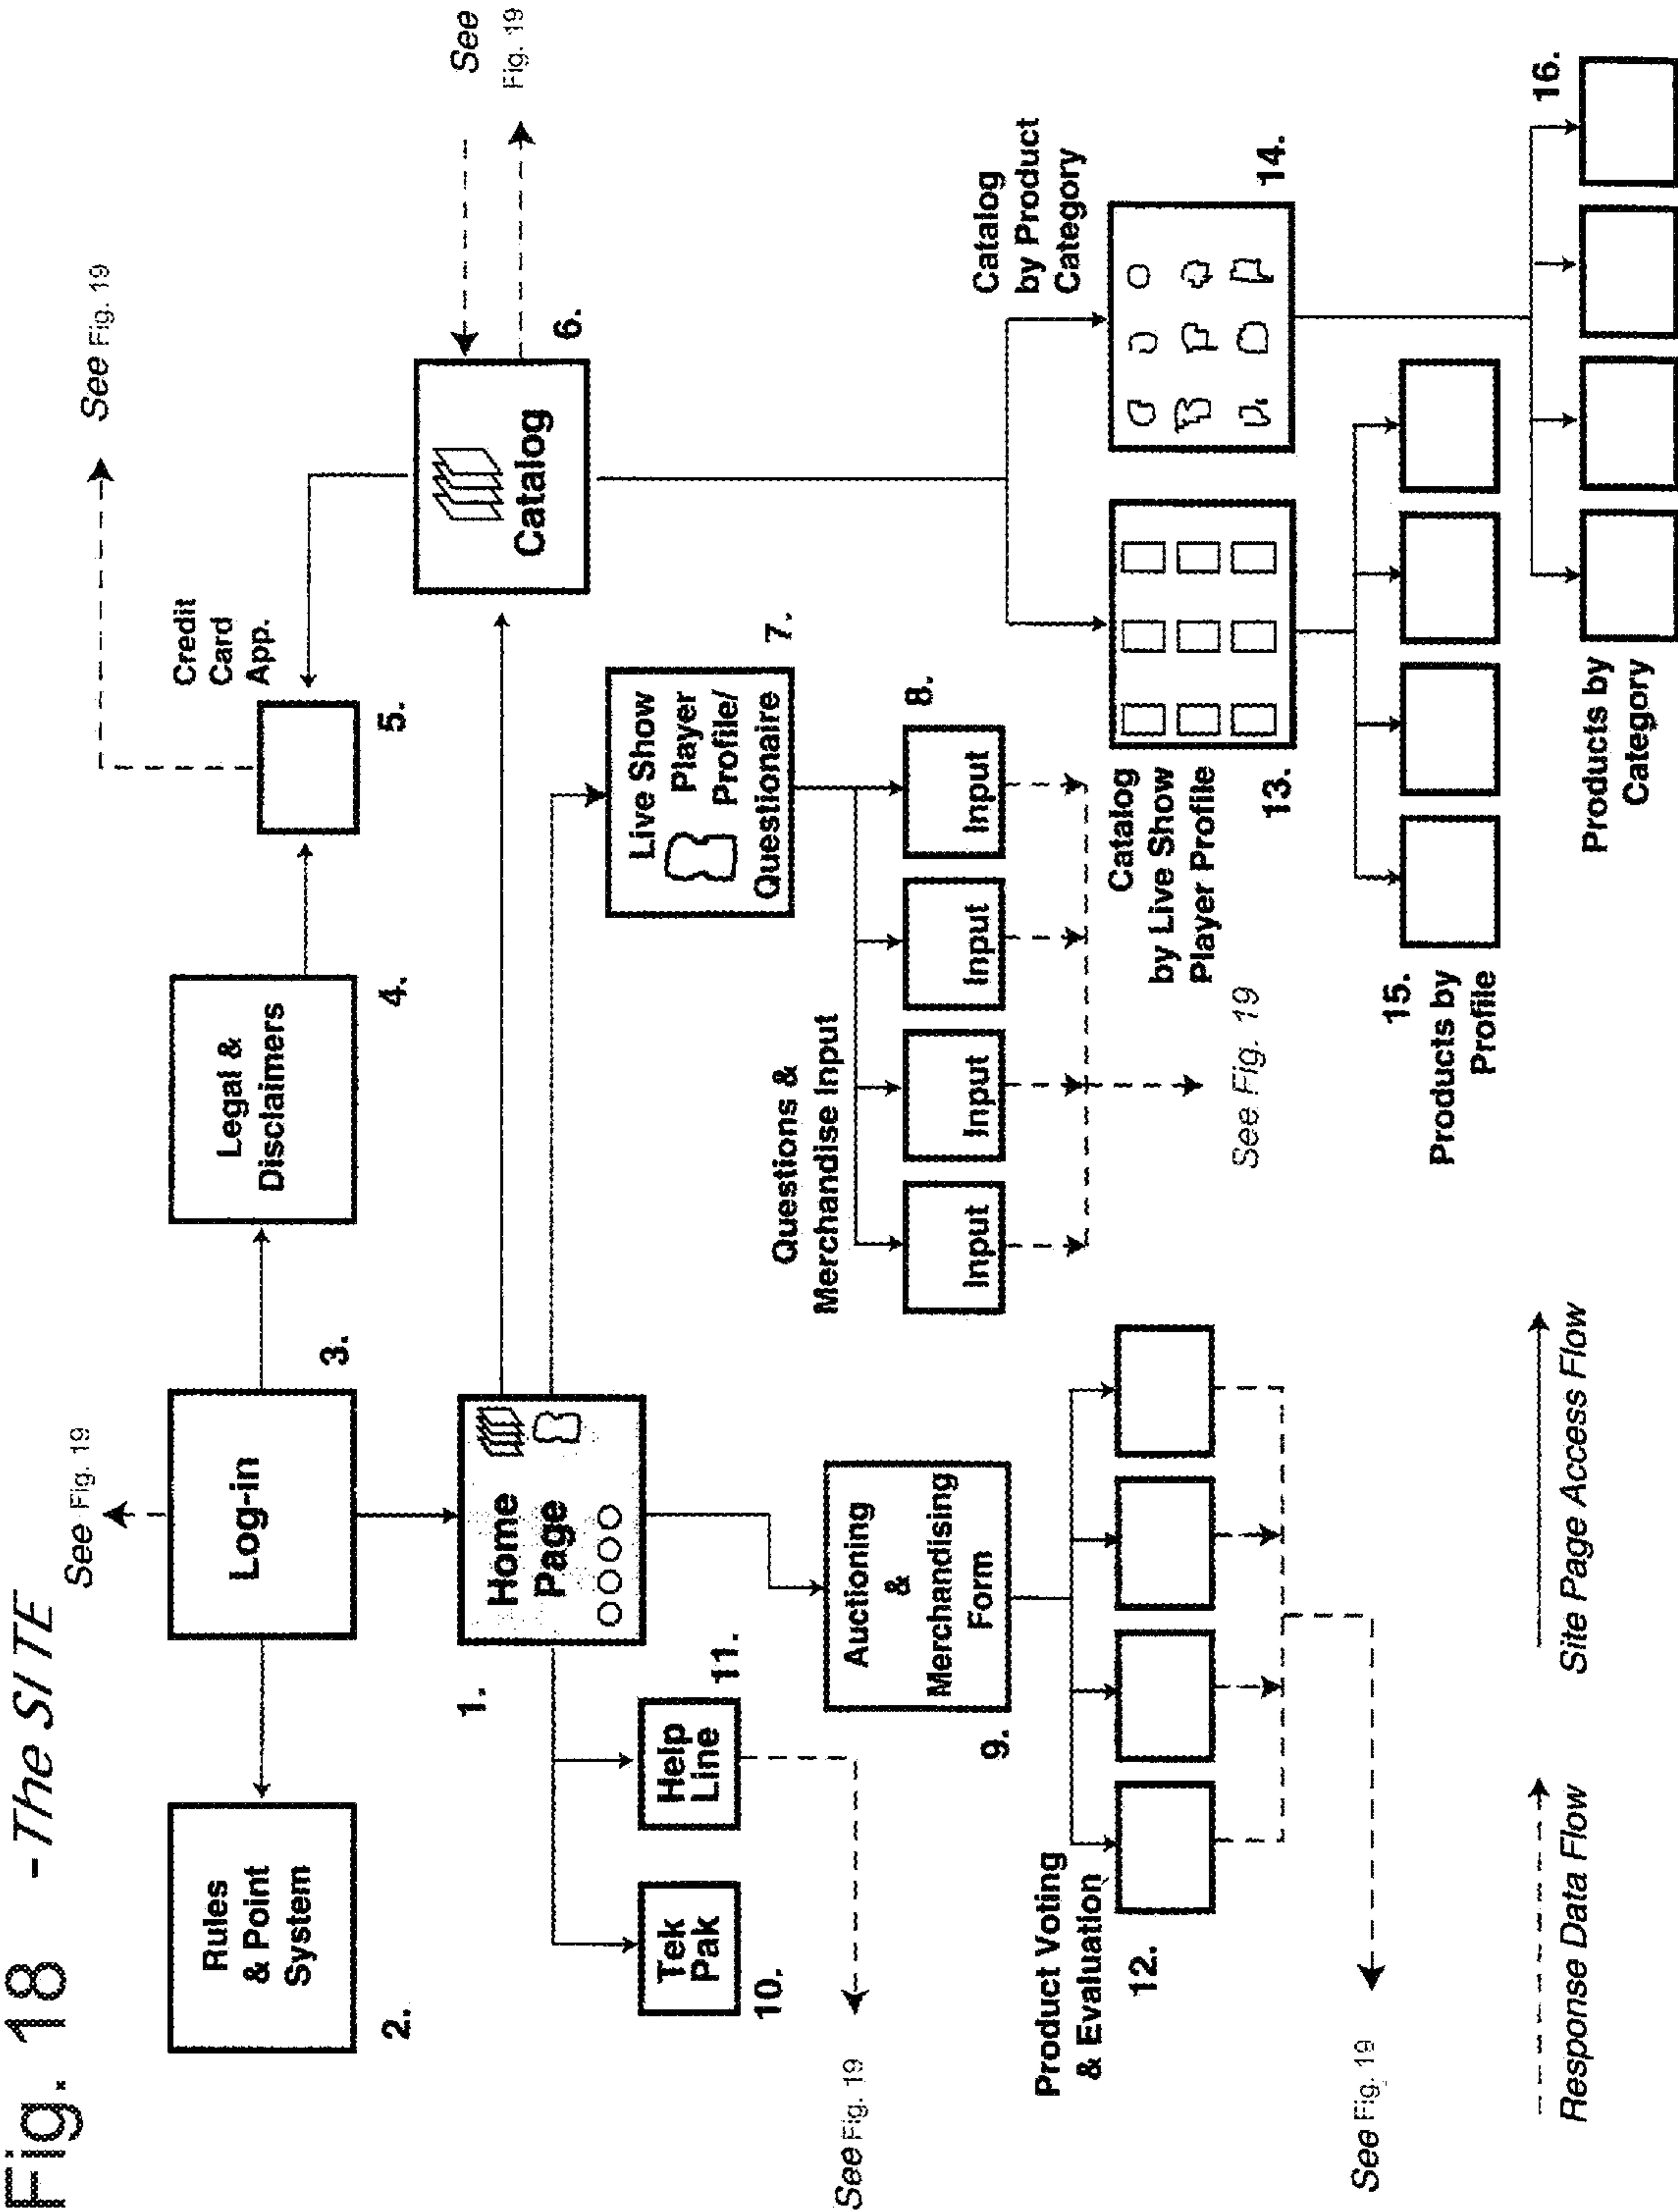 Fig. 18 - The SITE
See Fig. 19
See Fig. 19
See
Fig. 19
Rules
& Point
System
2.
Log-in
3.
Legal &
Disclaimers
4.
Credit
Card
App.
5.
Catalog
6.
1.
Home
Page
Live Show
Player
Profile/
Questionaire
7.
Tek
Pak
10.
Help
Line
11.
See Fig. 19
Auctioning
&
Merchandising
Form
9.
Questions &
Merchandise Input
8.
Input
Input
Input
Input
See Fig. 19
Product Voting
& Evaluation
12.
See Fig. 19
Catalog
by Live Show
Player Profile
13.
Catalog
by Product
Category
14.
15.
Products by
Profile
16.
Products by
Category
Response Data Flow
Site Page Access Flow